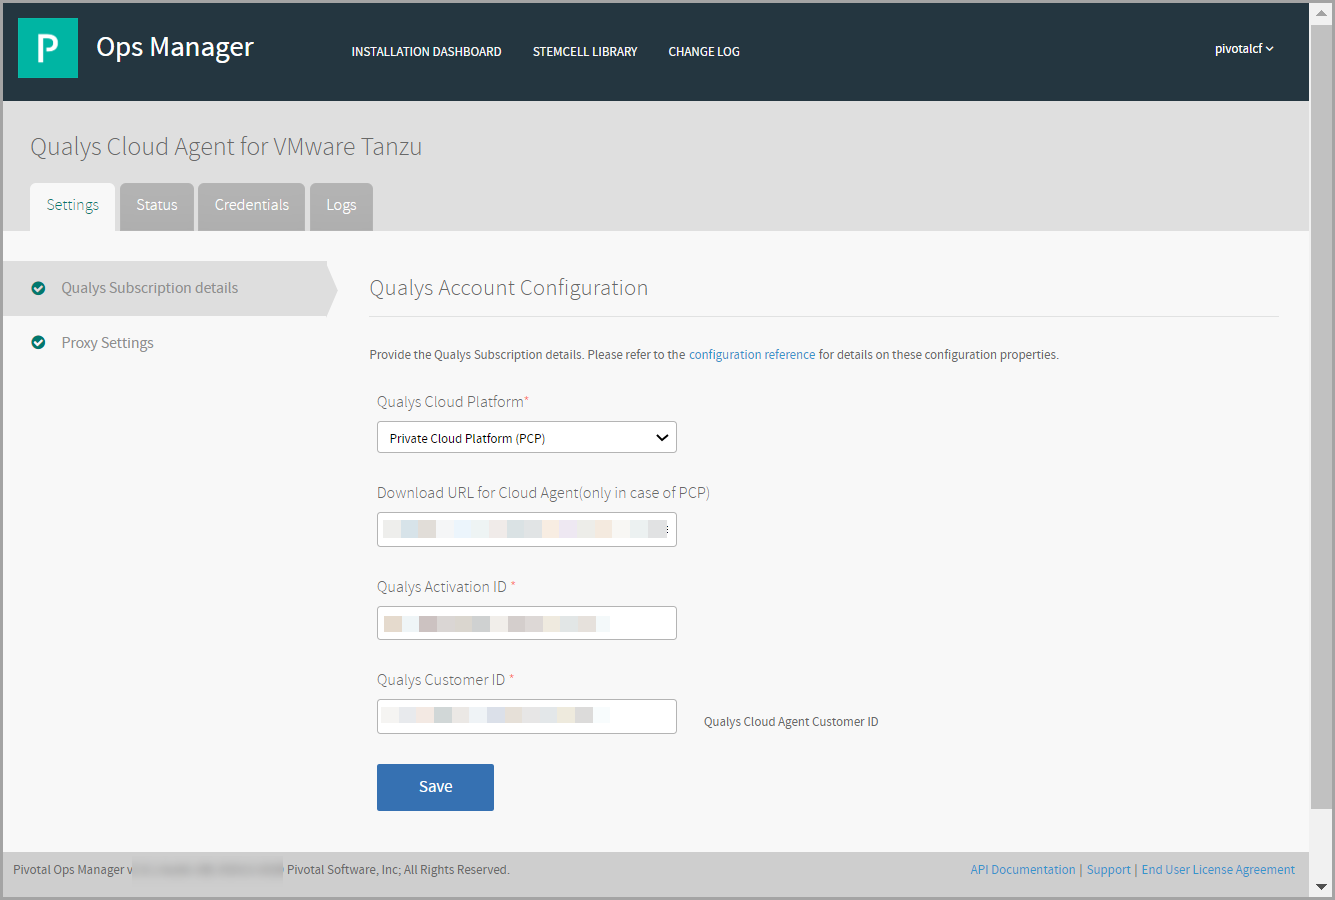 P Ops Manager INSTALLATION DASHBOARD STEMCELL LIBRARY CHANGE LOG pivotalcf
Qualys Cloud Agent for VMware Tanzu
Settings Status Credentials Logs
Qualys Subscription details
Proxy Settings
Qualys Account Configuration
Provide the Qualys Subscription details. Please refer to the configuration reference for details on these configuration properties.
Qualys Cloud Platform*
Private Cloud Platform (PCP)
Download URL for Cloud Agent(only in case of PCP)
Qualys Activation ID *
Qualys Customer ID *
Qualys Cloud Agent Customer ID
Save
Pivotal Ops Manager v Pivotal Software, Inc; All Rights Reserved. API Documentation | Support | End User License Agreement